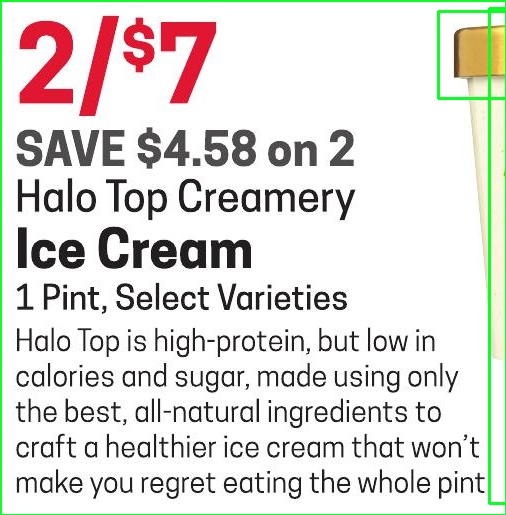 2/$7
SAVE $4.58 on 2
Halo Top Creamery
Ice Cream
1 Pint, Select Varieties
Halo Top is high-protein, but low in
calories and sugar, made using only
the best, all-natural ingredients to
craft a healthier ice cream that won't
make you regret eating the whole pint